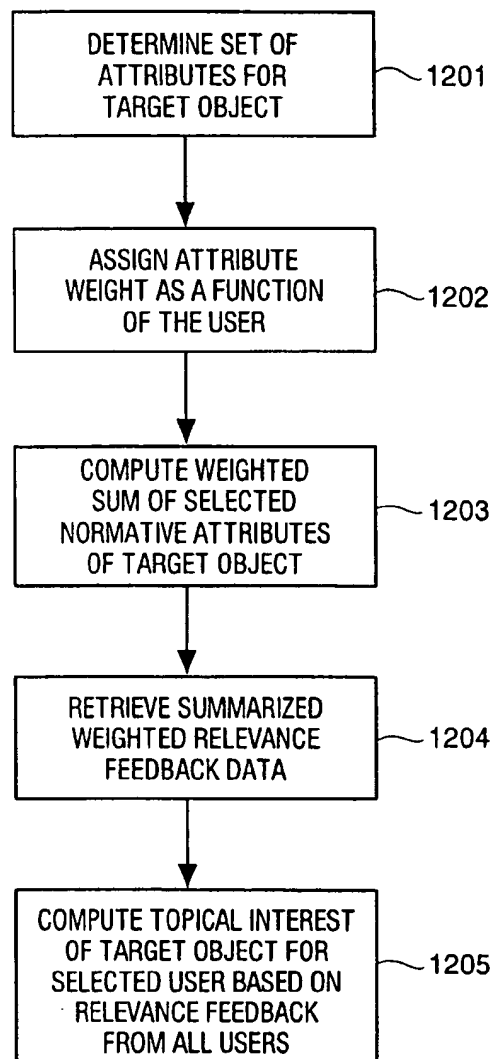 DETERMINE SET OF
ATTRIBUTES FOR
TARGET OBJECT
1201
ASSIGN ATTRIBUTE
WEIGHT AS A FUNCTION
OF THE USER
1202
COMPUTE WEIGHTED
SUM OF SELECTED
NORMATIVE ATTRIBUTES
OF TARGET OBJECT
1203
RETRIEVE SUMMARIZED
WEIGHTED RELEVANCE
FEEDBACK DATA
1204
COMPUTE TOPICAL INTEREST
OF TARGET OBJECT FOR
SELECTED USER BASED ON
RELEVANCE FEEDBACK
FROM ALL USERS
1205